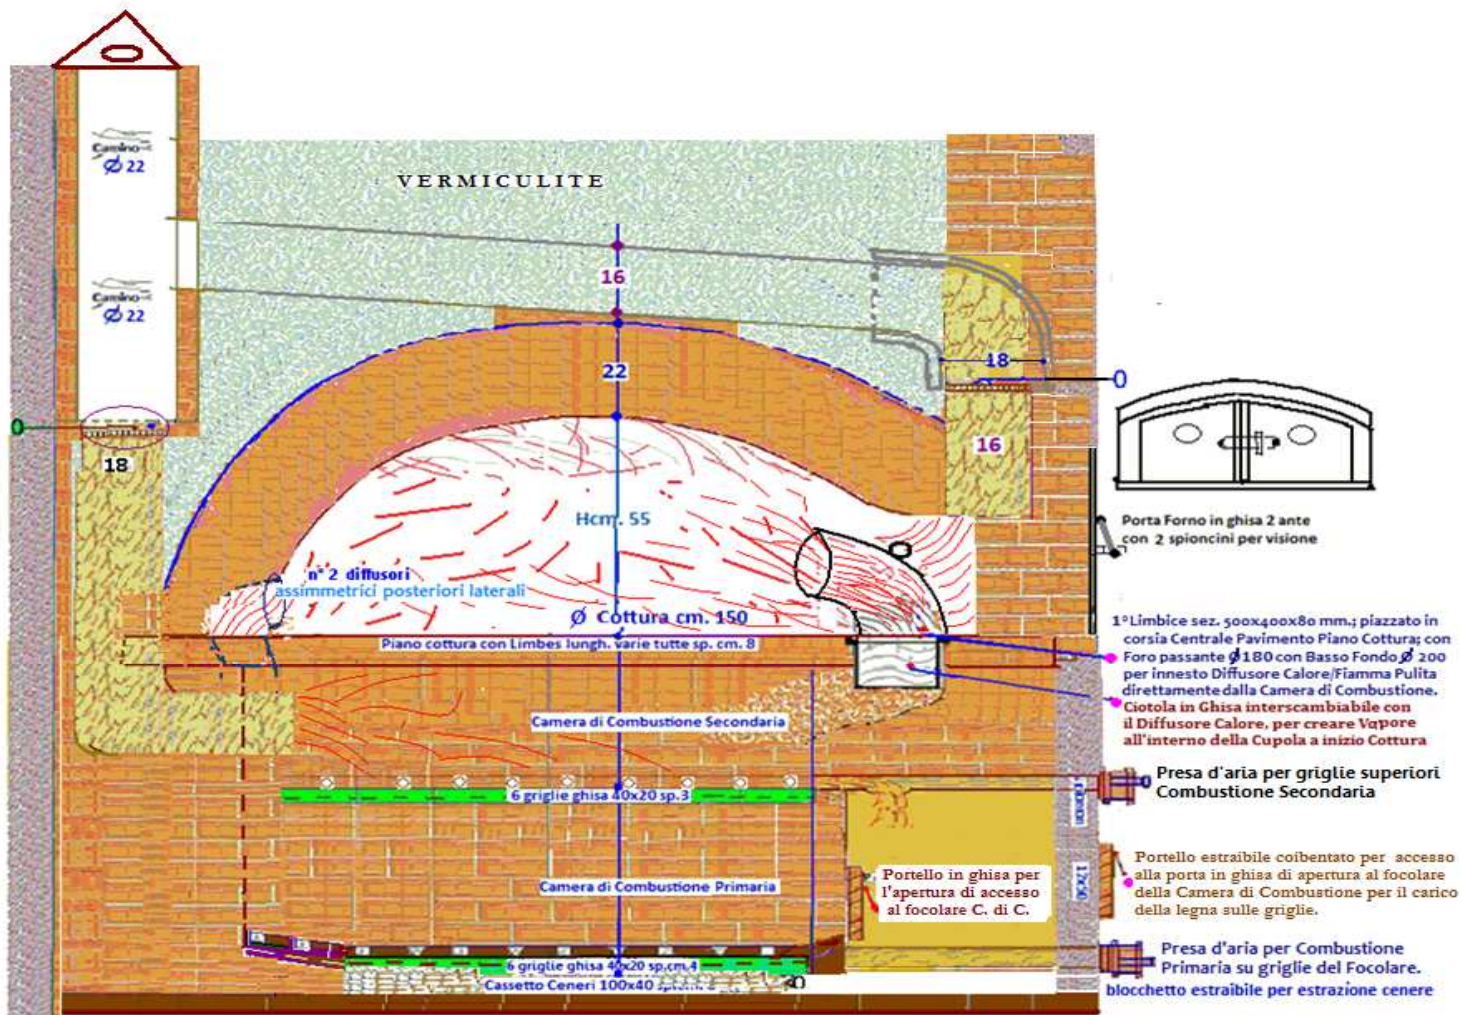 Camino
Ø 22
VERMICULITE
Camino
Ø 22
16
22
18
0
0
18
16
Hcm. 55
Porta Forno in ghisa 2 ante
con 2 spioncini per visione
n° 2 diffusori
assimmetrici posteriori laterali
Ø Cottura cm. 150
Piano cottura con Limbes lungh. varie tutte sp. cm. 8
1° Limbice sez. 500x400x80 mm.; piazzato in
corsia Centrale Pavimento Piano Cottura; con
Foro passante Ø 180 con Basso Fondo Ø 200
per innesto Diffusore Calore/Fiamma Pulita
direttamente dalla Camera di Combustione.
Ciotola in Ghisa interscambiabile con
il Diffusore Calore, per creare Vapore
all'interno della Cupola a inizio Cottura
Camera di Combustione Secondaria
Presa d'aria per griglie superiori
Combustione Secondaria
6 griglie ghisa 40x20 sp.3
Camera di Combustione Primaria
Portello in ghisa per
l'apertura di accesso
al focolare C. di C.
Portello estraibile coibentato per accesso
alla porta in ghisa di apertura al focolare
della Camera di Combustione per il carico
della legna sulle griglie.
6 griglie ghisa 40x20 sp.cm.4
Cassetto Ceneri 100x40
Presa d'aria per Combustione
Primaria su griglie del Focolare.
blocchetto estraibile per estrazione cenere